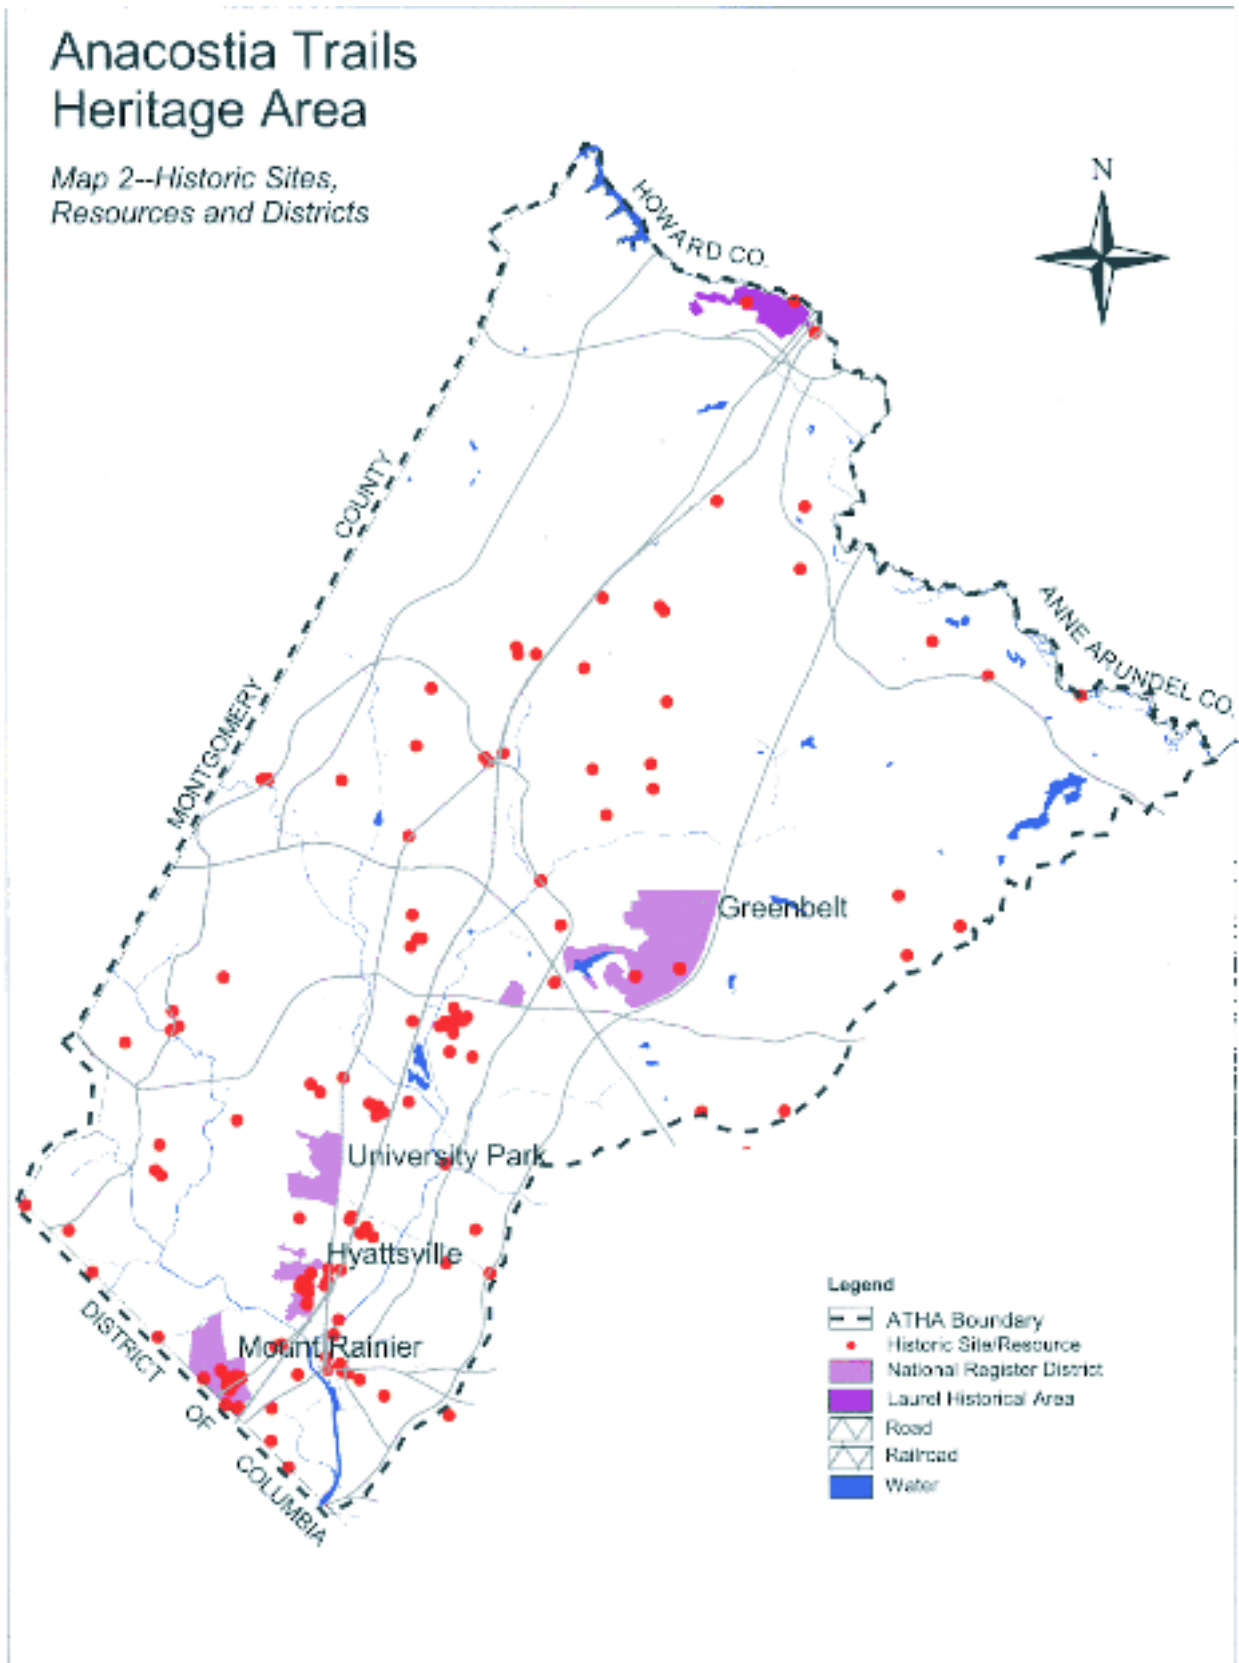 Anacostia Trails
Heritage Area
Map 2--Historic Sites,
Resources and Districts
N
HOWARD CO.
MONTGOMERY COUNTY
ANNE ARUNDEL CO.
Greenbelt
University Park
Hyattsville
Mount Rainier
DISTRICT OF COLUMBIA
Legend
ATHA Boundary
Historic Site/Resource
National Register District
Laurel Historical Area
Road
Railroad
Water